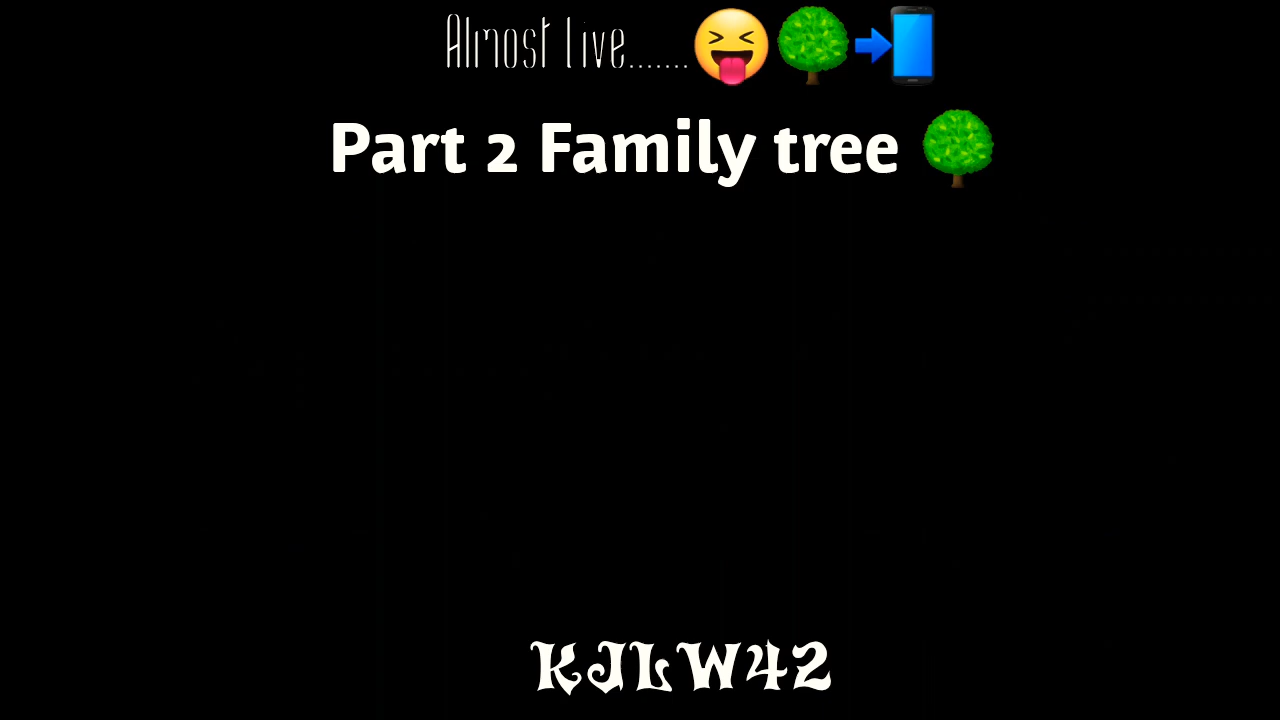 Almost Live.......😝🌳📲
Part 2 Family tree 🌳
KJLW42